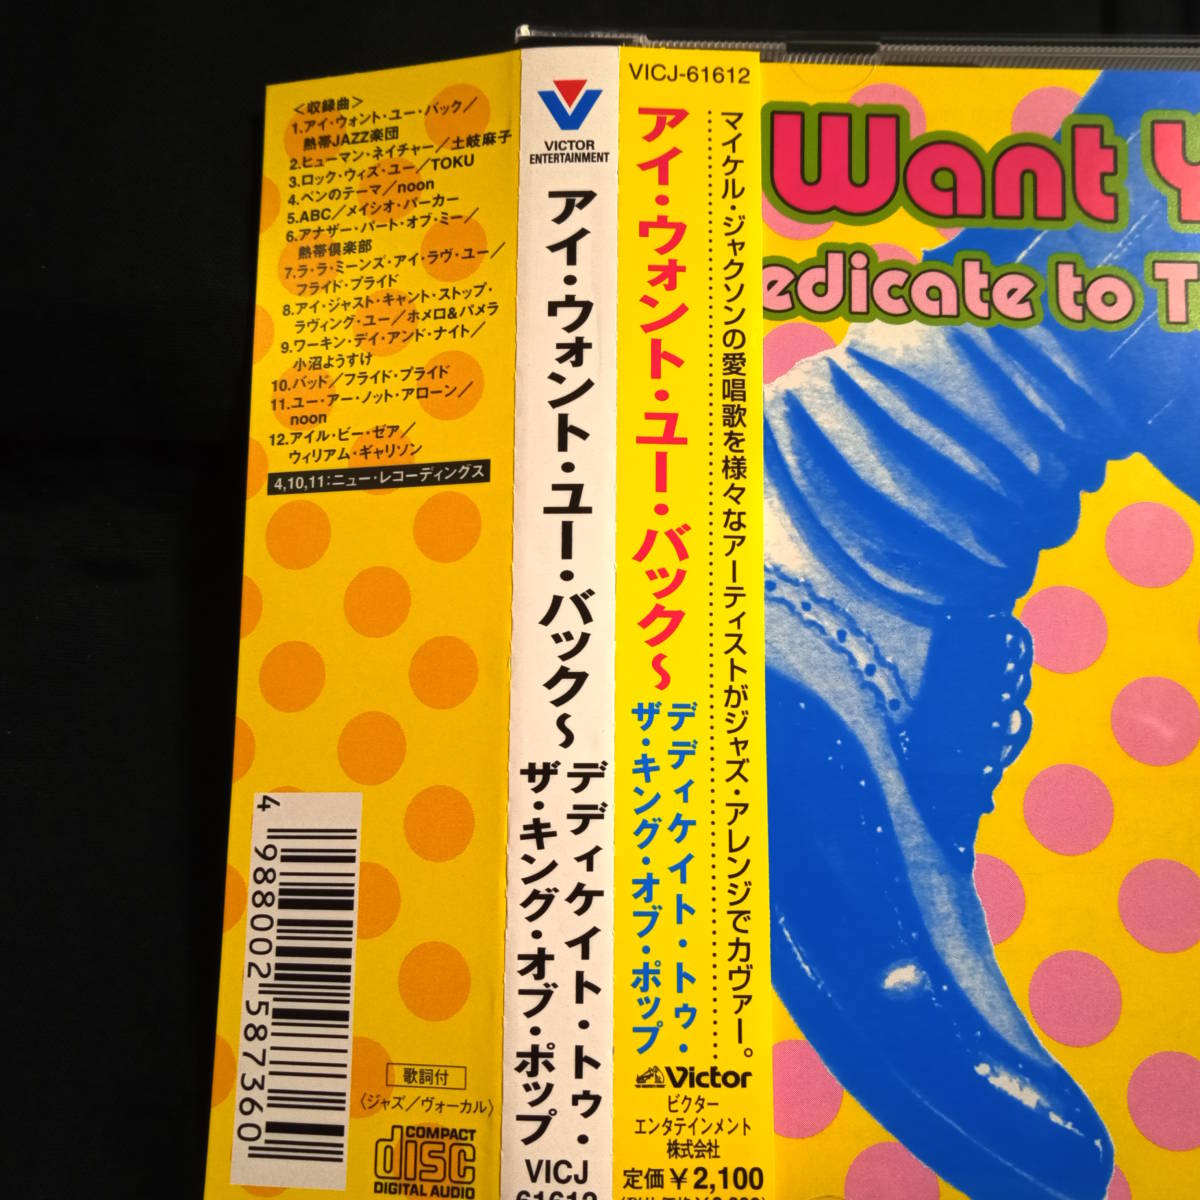 <収録曲>
1.アイ・ウォント・ユー・バック／
熱帯JAZZ楽団
2.ヒューマン・ネイチャー／土岐麻子
3.ロック・ウィズ・ユー／TOKU
4.ベンのテーマ／noon
5.ABC／メイシオ・パーカー
6.アナザー・パート・オブ・ミー／
熱帯倶楽部
7.ラ・ラ・ミーンズ・アイ・ラヴ・ユー／
フライド・プライド
8.アイ・ジャスト・キャント・ストップ・
ラヴィング・ユー／ホメロ&パメラ
9.ワーキン・デイ・アンド・ナイト／
小沼ようすけ
10.バッド／フライド・プライド
11.ユー・アー・ノット・アローン／
noon
12.アイル・ビー・ゼア／
ウィリアム・ギャリソン
4,10,11:ニュー・レコーディングス
4 988002 587360
歌詞付
〈ジャズ／ヴォーカル〉
COMPACT
disc
DIGITAL AUDIO
VICTOR
ENTERTAINMENT
アイ・ウォント・ユー・バック～
デディケイト・トゥ・
ザ・キング・オブ・ポップ
VICJ
61612
VICJ-61612
マイケル・ジャクソンの愛唱歌を様々なアーティストがジャズ・アレンジでカヴァー。
アイ・ウォント・ユー・バック～
デディケイト・トゥ・
ザ・キング・オブ・ポップ
Victor
ビクター
エンタテインメント
株式会社
定価￥2,100
Want Y
edicate to T